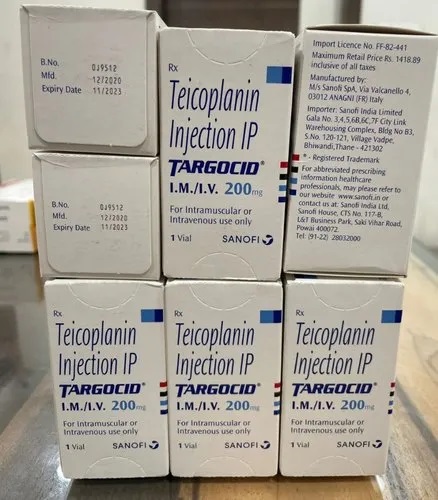 B.No. 0J9512
Mfd. 12/2020
Expiry Date 11/2023
B.No. 0J9512
Mfd. 12/2020
Expiry Date 11/2023
Rx
Teicoplanin
Injection IP
TARGOCID®
I.M./I.V. 200mg
For Intramuscular or
Intravenous use only
1 Vial SANOFI
Import Licence No. FF-82-441
Maximum Retail Price Rs. 1418.89
inclusive of all taxes
Manufactured by:
M/s Sanofi SpA, Via Valcanello 4,
03012 ANAGNI (FR) Italy
Importer: Sanofi India Limited
Gala No. 3,4,5,6B,6C,7F City Link
Warehousing Complex, Bldg No B3,
S.No. 120-121, Village Vadpe,
Bhiwandi,Thane - 421302
® - Registered Trademark
For abbreviated prescribing
information healthcare
professionals, may please refer to
our website www.sanofi.in or
contact us at: Sanofi India Ltd,
Sanofi House, CTS No. 117-B,
L&T Business Park, Saki Vihar Road,
Powai 400072.
Tel: (91-22) 28032000
Rx
Teicoplanin
Injection IP
TARGOCID®
I.M./I.V. 200mg
For Intramuscular or
Intravenous use only
1 Vial SANOFI
Rx
Teicoplanin
Injection IP
TARGOCID®
I.M./I.V. 200mg
For Intramuscular or
Intravenous use only
1 Vial SANOFI
Rx
Teicoplanin
Injection IP
TARGOCID®
I.M./I.V. 200mg
For Intramuscular or
Intravenous use only
1 Vial SANOFI